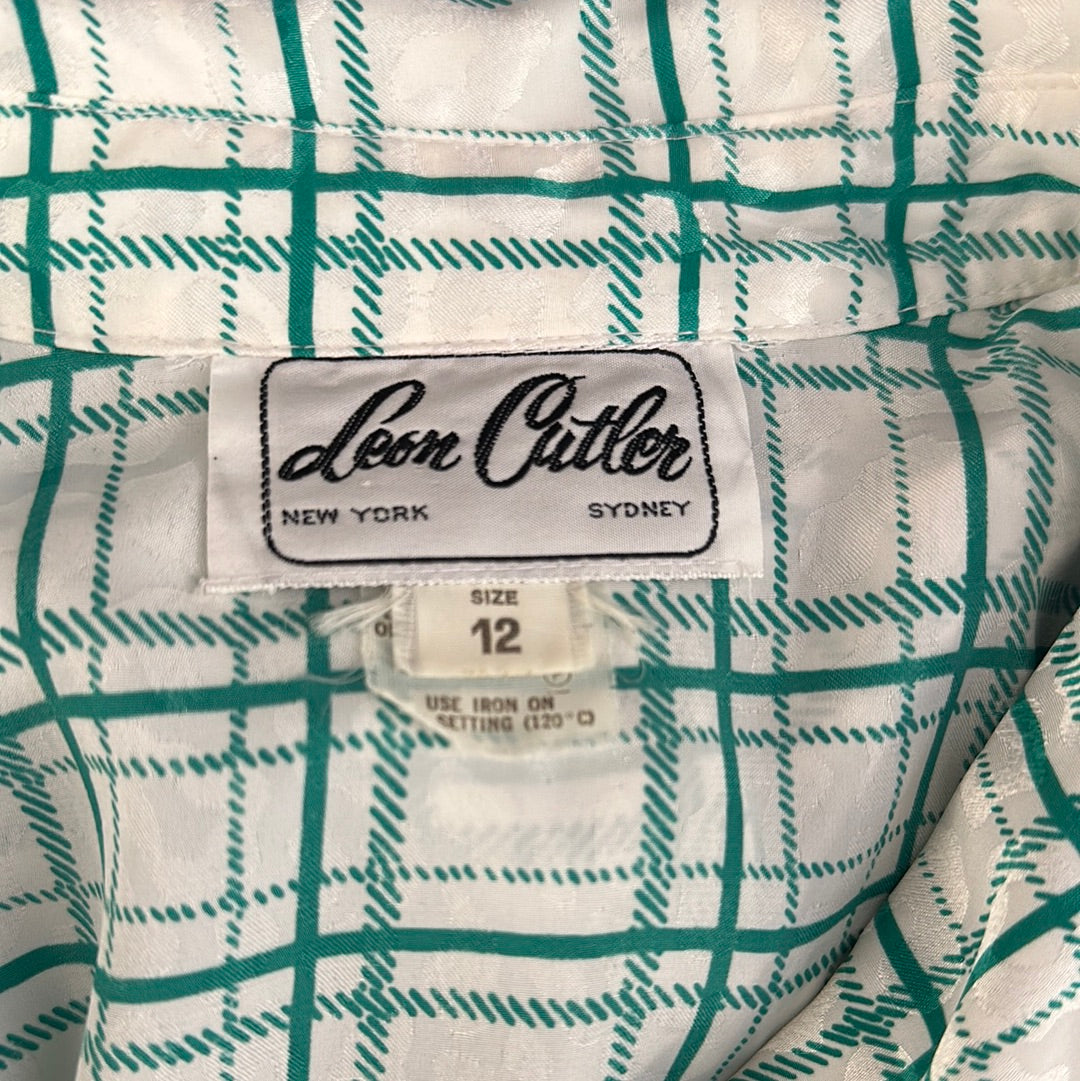 Leon Cutler
NEW YORK SYDNEY
SIZE
12
USE IRON ON
SETTING (120°C)